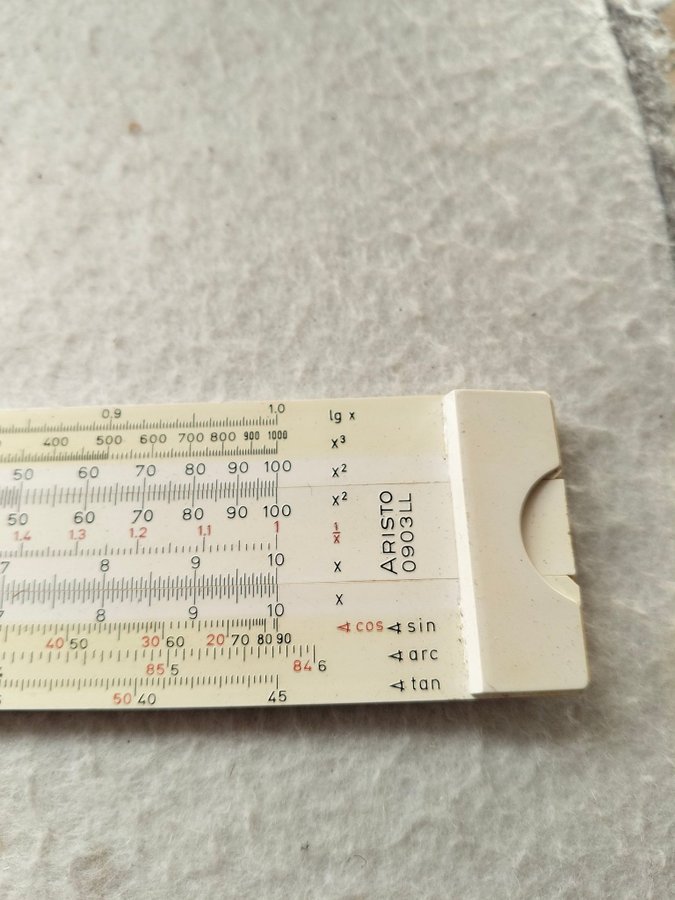 0,9 1,0 lg x
400 500 600 700 800 900 1000 x³
50 60 70 80 90 100 x²
50 60 70 80 90 100 x²
1.4 1.3 1.2 1.1 1 1/x
7 8 9 10 x
8 9 10 x
40 50 30 60 20 70 80 90 ∢ cos ∢ sin
85 5 84 6 ∢ arc
50 40 45 ∢ tan
ARISTO
0903LL